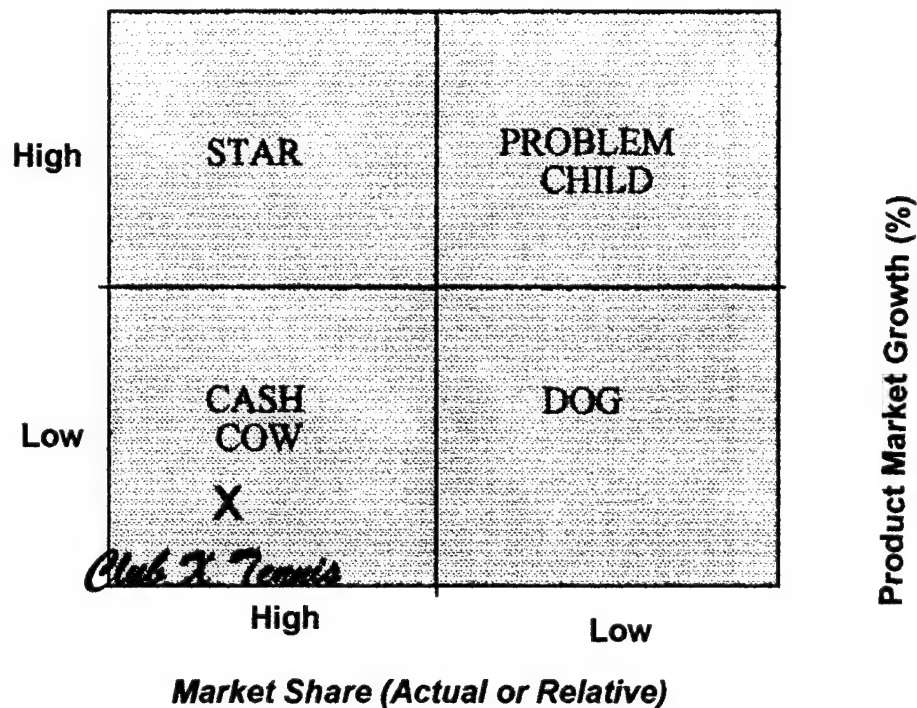 High
STAR
PROBLEM
CHILD
Product Market Growth (%)
Low
CASH
COW
DOG
X
Club X Tennis
High
Low
Market Share (Actual or Relative)